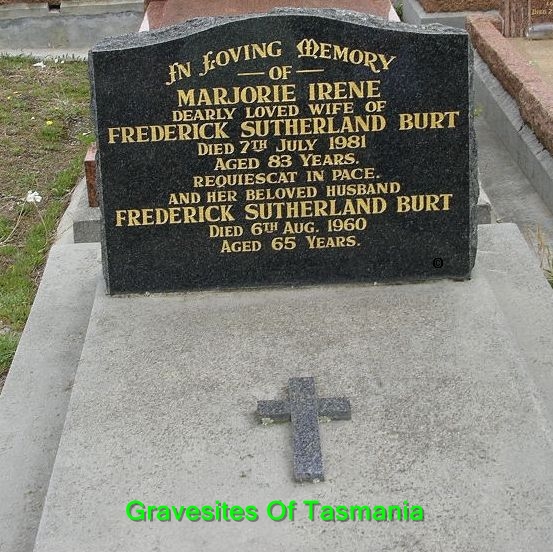 In Loving Memory
OF
MARJORIE IRENE
DEARLY LOVED WIFE OF
FREDERICK SUTHERLAND BURT
DIED 7TH JULY 1981
AGED 83 YEARS.
REQUIESCAT IN PACE.
AND HER BELOVED HUSBAND
FREDERICK SUTHERLAND BURT
DIED 6TH AUG. 1960
AGED 65 YEARS.
©
Gravesites Of Tasmania